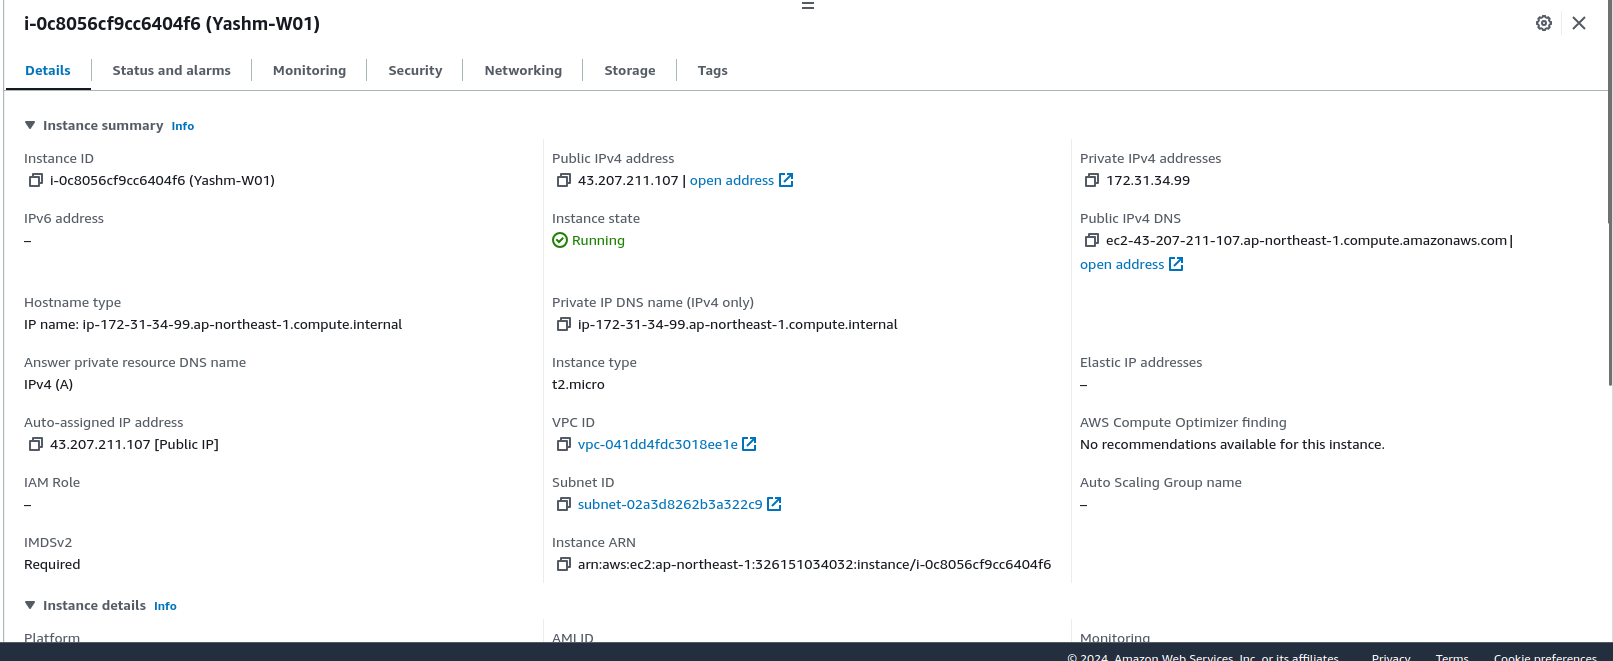 i-0c8056cf9cc6404f6 (Yashm-W01)
Details
Status and alarms
Monitoring
Security
Networking
Storage
Tags
Instance summary Info
Instance ID
i-0c8056cf9cc6404f6 (Yashm-W01)
Public IPv4 address
43.207.211.107 | open address
Private IPv4 addresses
172.31.34.99
IPv6 address
–
Instance state
Running
Public IPv4 DNS
ec2-43-207-211-107.ap-northeast-1.compute.amazonaws.com |
open address
Hostname type
IP name: ip-172-31-34-99.ap-northeast-1.compute.internal
Private IP DNS name (IPv4 only)
ip-172-31-34-99.ap-northeast-1.compute.internal
Answer private resource DNS name
IPv4 (A)
Instance type
t2.micro
Elastic IP addresses
–
Auto-assigned IP address
43.207.211.107 [Public IP]
VPC ID
vpc-041dd4fdc3018ee1e
AWS Compute Optimizer finding
No recommendations available for this instance.
IAM Role
–
Subnet ID
subnet-02a3d8262b3a322c9
Auto Scaling Group name
–
IMDSv2
Required
Instance ARN
arn:aws:ec2:ap-northeast-1:326151034032:instance/i-0c8056cf9cc6404f6
Instance details Info
Platform
AMI ID
Monitoring
© 2024, Amazon Web Services, Inc. or its affiliates.
Privacy
Terms
Cookie preferences